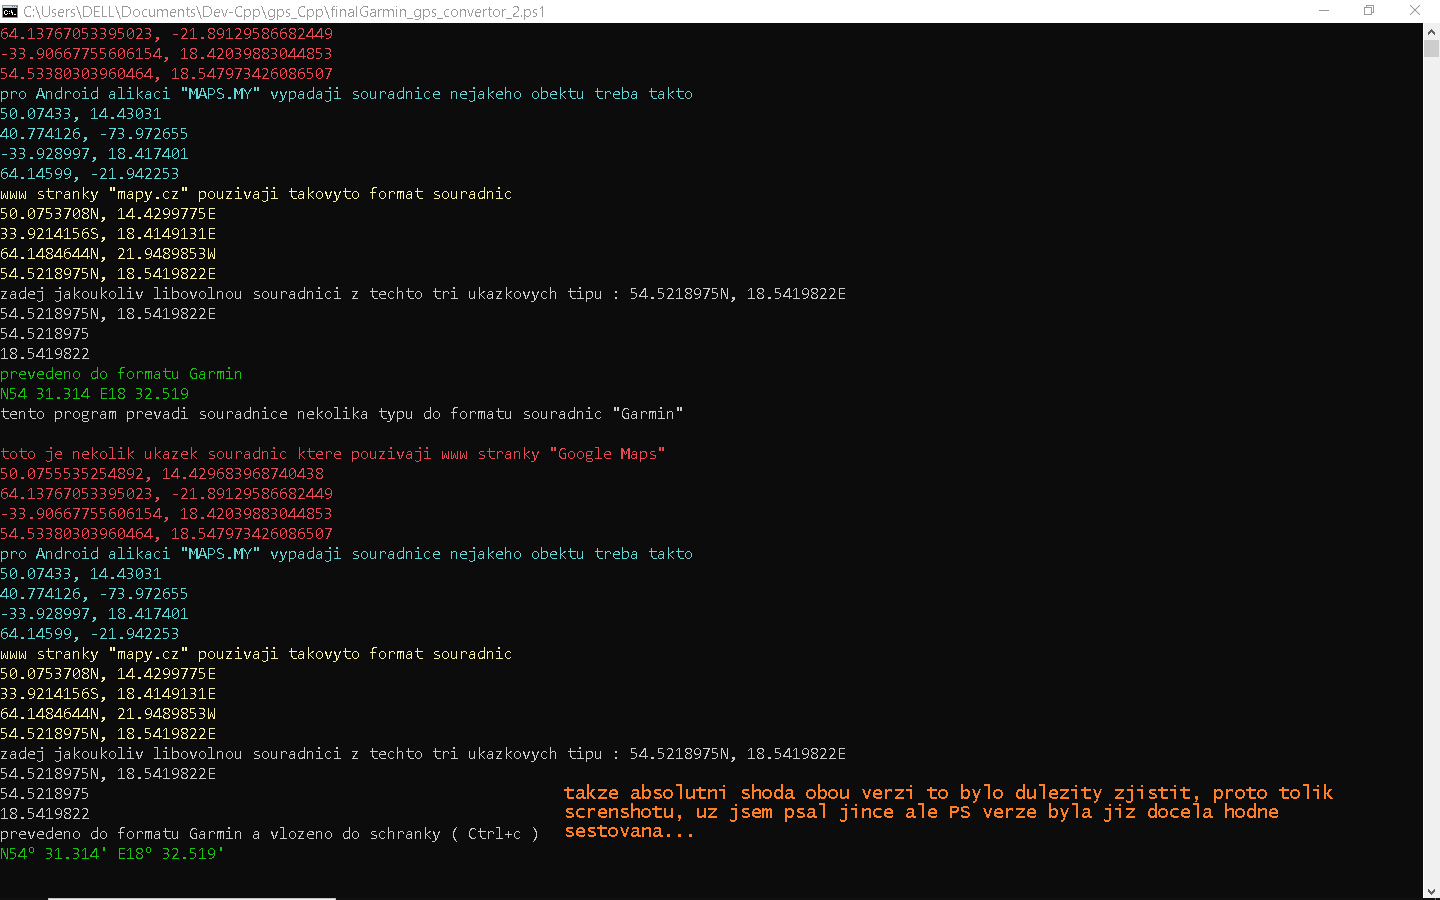 C:\Users\DELL\Documents\Dev-Cpp\gps_Cpp\finalGarmin_gps_convertor_2.ps1
64.13767053395023, -21.89129586682449
-33.90667755606154, 18.42039883044853
54.53380303960464, 18.547973426086507
pro Android alikaci "MAPS.MY" vypadaji souradnice nejakeho obektu treba takto
50.07433, 14.43031
40.774126, -73.972655
-33.928997, 18.417401
64.14599, -21.942253
www stranky "mapy.cz" pouzivaji takovyto format souradnic
50.0753708N, 14.4299775E
33.9214156S, 18.4149131E
64.1484644N, 21.9489853W
54.5218975N, 18.5419822E
zadej jakoukoliv libovolnou souradnici z techto tri ukazkovych tipu : 54.5218975N, 18.5419822E
54.5218975N, 18.5419822E
54.5218975
18.5419822
prevedeno do formatu Garmin
N54 31.314 E18 32.519
tento program prevadi souradnice nekolika typu do formatu souradnic "Garmin"
toto je nekolik ukazek souradnic ktere pouzivaji www stranky "Google Maps"
50.0755535254892, 14.429683968740438
64.13767053395023, -21.89129586682449
-33.90667755606154, 18.42039883044853
54.53380303960464, 18.547973426086507
pro Android alikaci "MAPS.MY" vypadaji souradnice nejakeho obektu treba takto
50.07433, 14.43031
40.774126, -73.972655
-33.928997, 18.417401
64.14599, -21.942253
www stranky "mapy.cz" pouzivaji takovyto format souradnic
50.0753708N, 14.4299775E
33.9214156S, 18.4149131E
64.1484644N, 21.9489853W
54.5218975N, 18.5419822E
zadej jakoukoliv libovolnou souradnici z techto tri ukazkovych tipu : 54.5218975N, 18.5419822E
54.5218975N, 18.5419822E
54.5218975
18.5419822
prevedeno do formatu Garmin a vlozeno do schranky ( Ctrl+c )
N54º 31.314' E18º 32.519'
takze absolutni shoda obou verzi to bylo dulezity zjistit, proto tolik
screnshotu, uz jsem psal jince ale PS verze byla jiz docela hodne
sestovana...